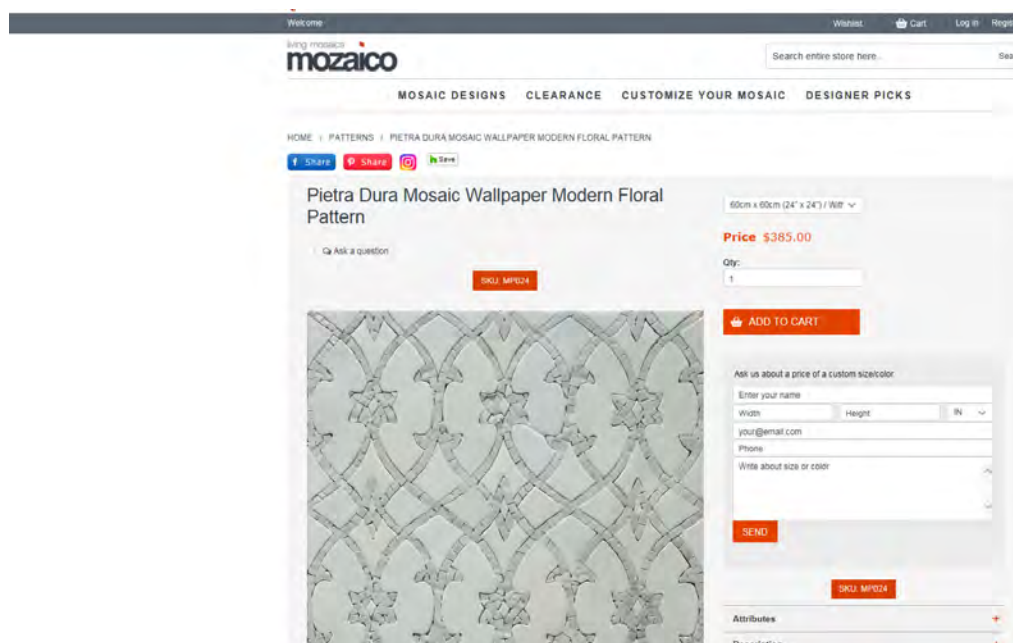 Welcome
Wishlist
Cart
Log in
living mosaics
mozaico
Search entire store here...
MOSAIC DESIGNS
CLEARANCE
CUSTOMIZE YOUR MOSAIC
DESIGNER PICKS
HOME
PATTERNS
PIETRA DURA MOSAIC WALLPAPER MODERN FLORAL PATTERN
Share
Share
Save
Pietra Dura Mosaic Wallpaper Modern Floral
Pattern
Ask a question
SKU: MP024
60cm x 60cm (24" x 24") /
Price $385.00
Qty:
1
ADD TO CART
Ask us about a price of a custom size/color
Enter your name
Width
Height
IN
your@email.com
Phone
Write about size or color
SEND
SKU: MP024
Attributes
+